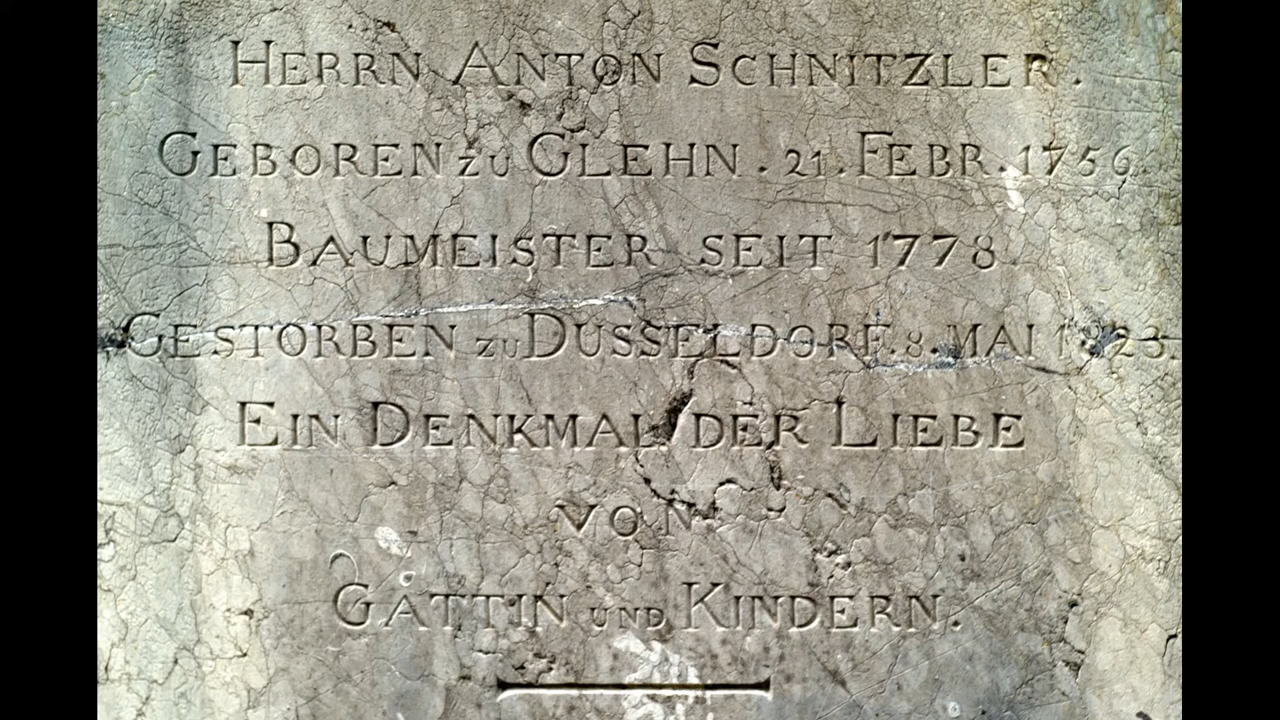 HERRN ANTON SCHNITZLER.
GEBOREN ZU GLEHN . 21. FEBR. 1756.
BAUMEISTER SEIT 1778
GESTORBEN ZU DUSSELDORF. 8. MAI 1823.
EIN DENKMAL DER LIEBE
VON
GATTIN UND KINDERN.